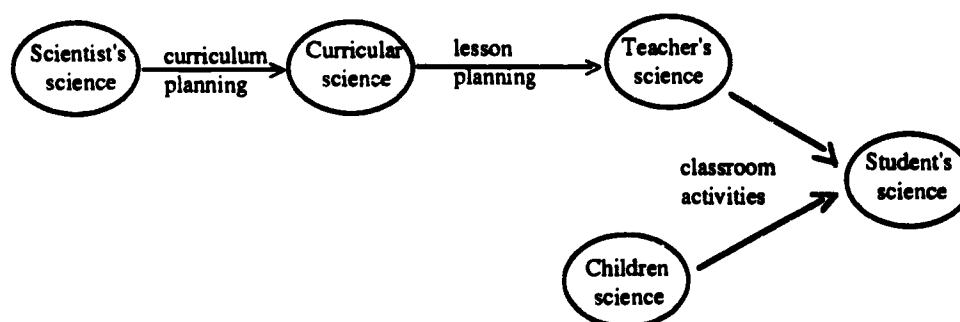 Scientist's
science
curriculum
planning
Curricular
science
lesson
planning
Teacher's
science
classroom
activities
Student's
science
Children
science